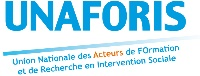 UNAFORIS
Union Nationale des Acteurs de FOrmation
et de Recherche en Intervention Sociale